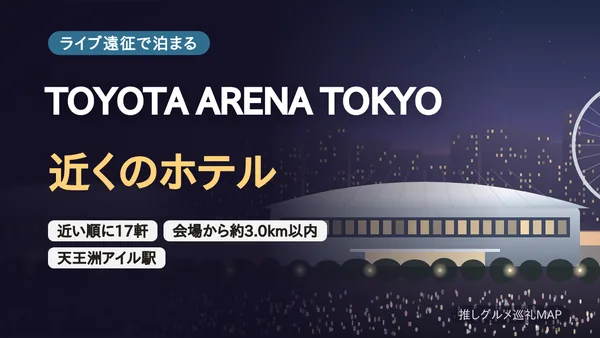 ライブ遠征で泊まる
TOYOTA ARENA TOKYO
近くのホテル
近い順に17軒 会場から約3.0km以内
天王洲アイル駅
推しグルメ巡礼MAP